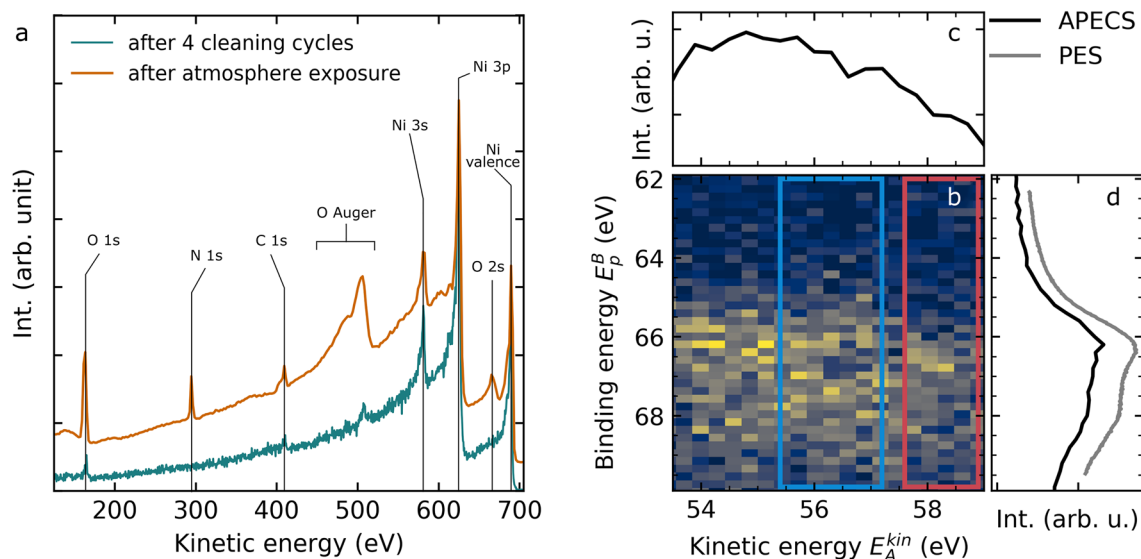 a
after 4 cleaning cycles
after atmosphere exposure
Ni 3p
Ni 3s
Ni
valence
O Auger
O 1s
N 1s
C 1s
O 2s
Int. (arb. unit)
200
300
400
500
600
700
Kinetic energy (eV)
c
Int. (arb. u.)
APECS
PES
b
62
64
66
68
Binding energy E_p^B (eV)
54
56
58
Kinetic energy E_A^{kin} (eV)
d
Int. (arb. u.)